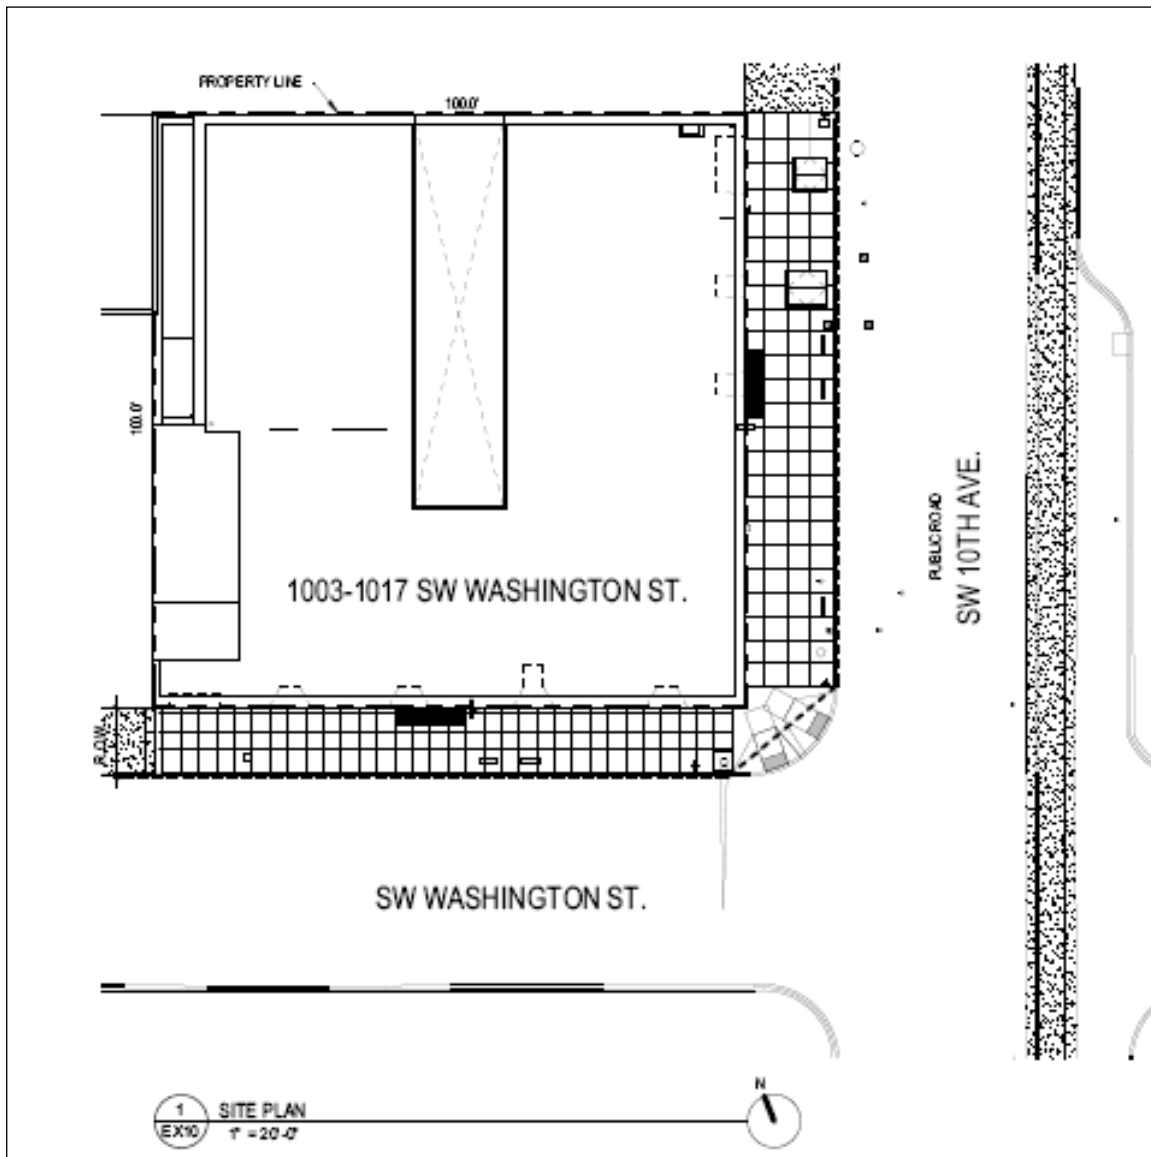 PROPERTY LINE
100.0'
100.0'
PUBLIC ROAD
SW 10TH AVE.
1003-1017 SW WASHINGTON ST.
R.O.W.
SW WASHINGTON ST.
N
1
SITE PLAN
EX10
1" = 20'-0"